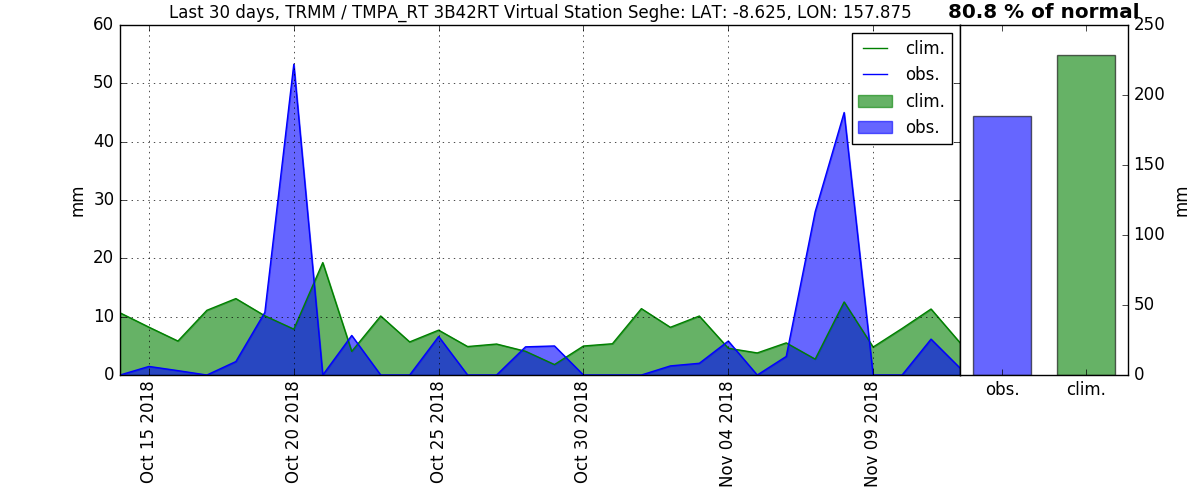 Last 30 days, TRMM / TMPA_RT 3B42RT Virtual Station Seghe: LAT: -8.625, LON: 157.875
80.8 % of normal
60
50
40
30
20
10
0
mm
clim.
obs.
clim.
obs.
Oct 15 2018
Oct 20 2018
Oct 25 2018
Oct 30 2018
Nov 04 2018
Nov 09 2018
250
200
150
100
50
0
mm
obs.
clim.